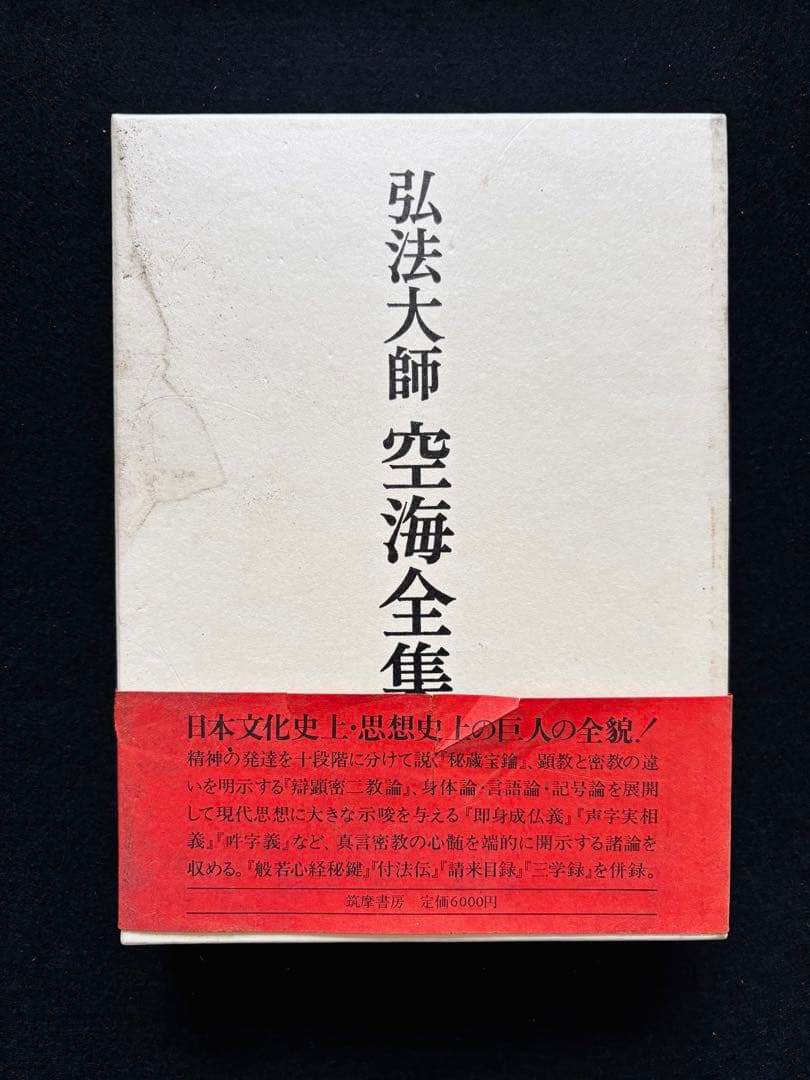 弘法大師 空海全集
日本文化史上・思想史上の巨人の全貌!
精神の発達を十段階に分けて説く『秘蔵宝鑰』、顕教と密教の違
いを明示する『辯顕密二教論』、身体論・言語論・記号論を展開
して現代思想に大きな示唆を与える『即身成仏義』『声字実相
義』『吽字義』など、真言密教の心髄を端的に開示する諸論を
収める。『般若心経秘鍵』『付法伝』『請来目録』『三学録』を併録。
筑摩書房 定価6000円